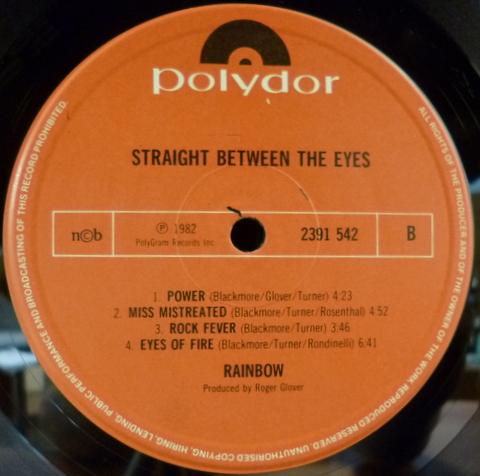 polydor
STRAIGHT BETWEEN THE EYES
n©b
℗ 1982
PolyGram Records Inc
2391 542
B
1. POWER (Blackmore/Glover/Turner) 4:23
2. MISS MISTREATED (Blackmore/Turner/Rosenthal) 4:52
3. ROCK FEVER (Blackmore/Turner) 3:46
4. EYES OF FIRE (Blackmore/Turner/Rondinelli) 6:41
RAINBOW
Produced by Roger Glover
ALL RIGHTS OF THE PRODUCER AND OF THE OWNER OF THE WORK REPRODUCED RESERVED. UNAUTHORISED COPYING, HIRING, LENDING, PUBLIC PERFORMANCE AND BROADCASTING OF THIS RECORD PROHIBITED.